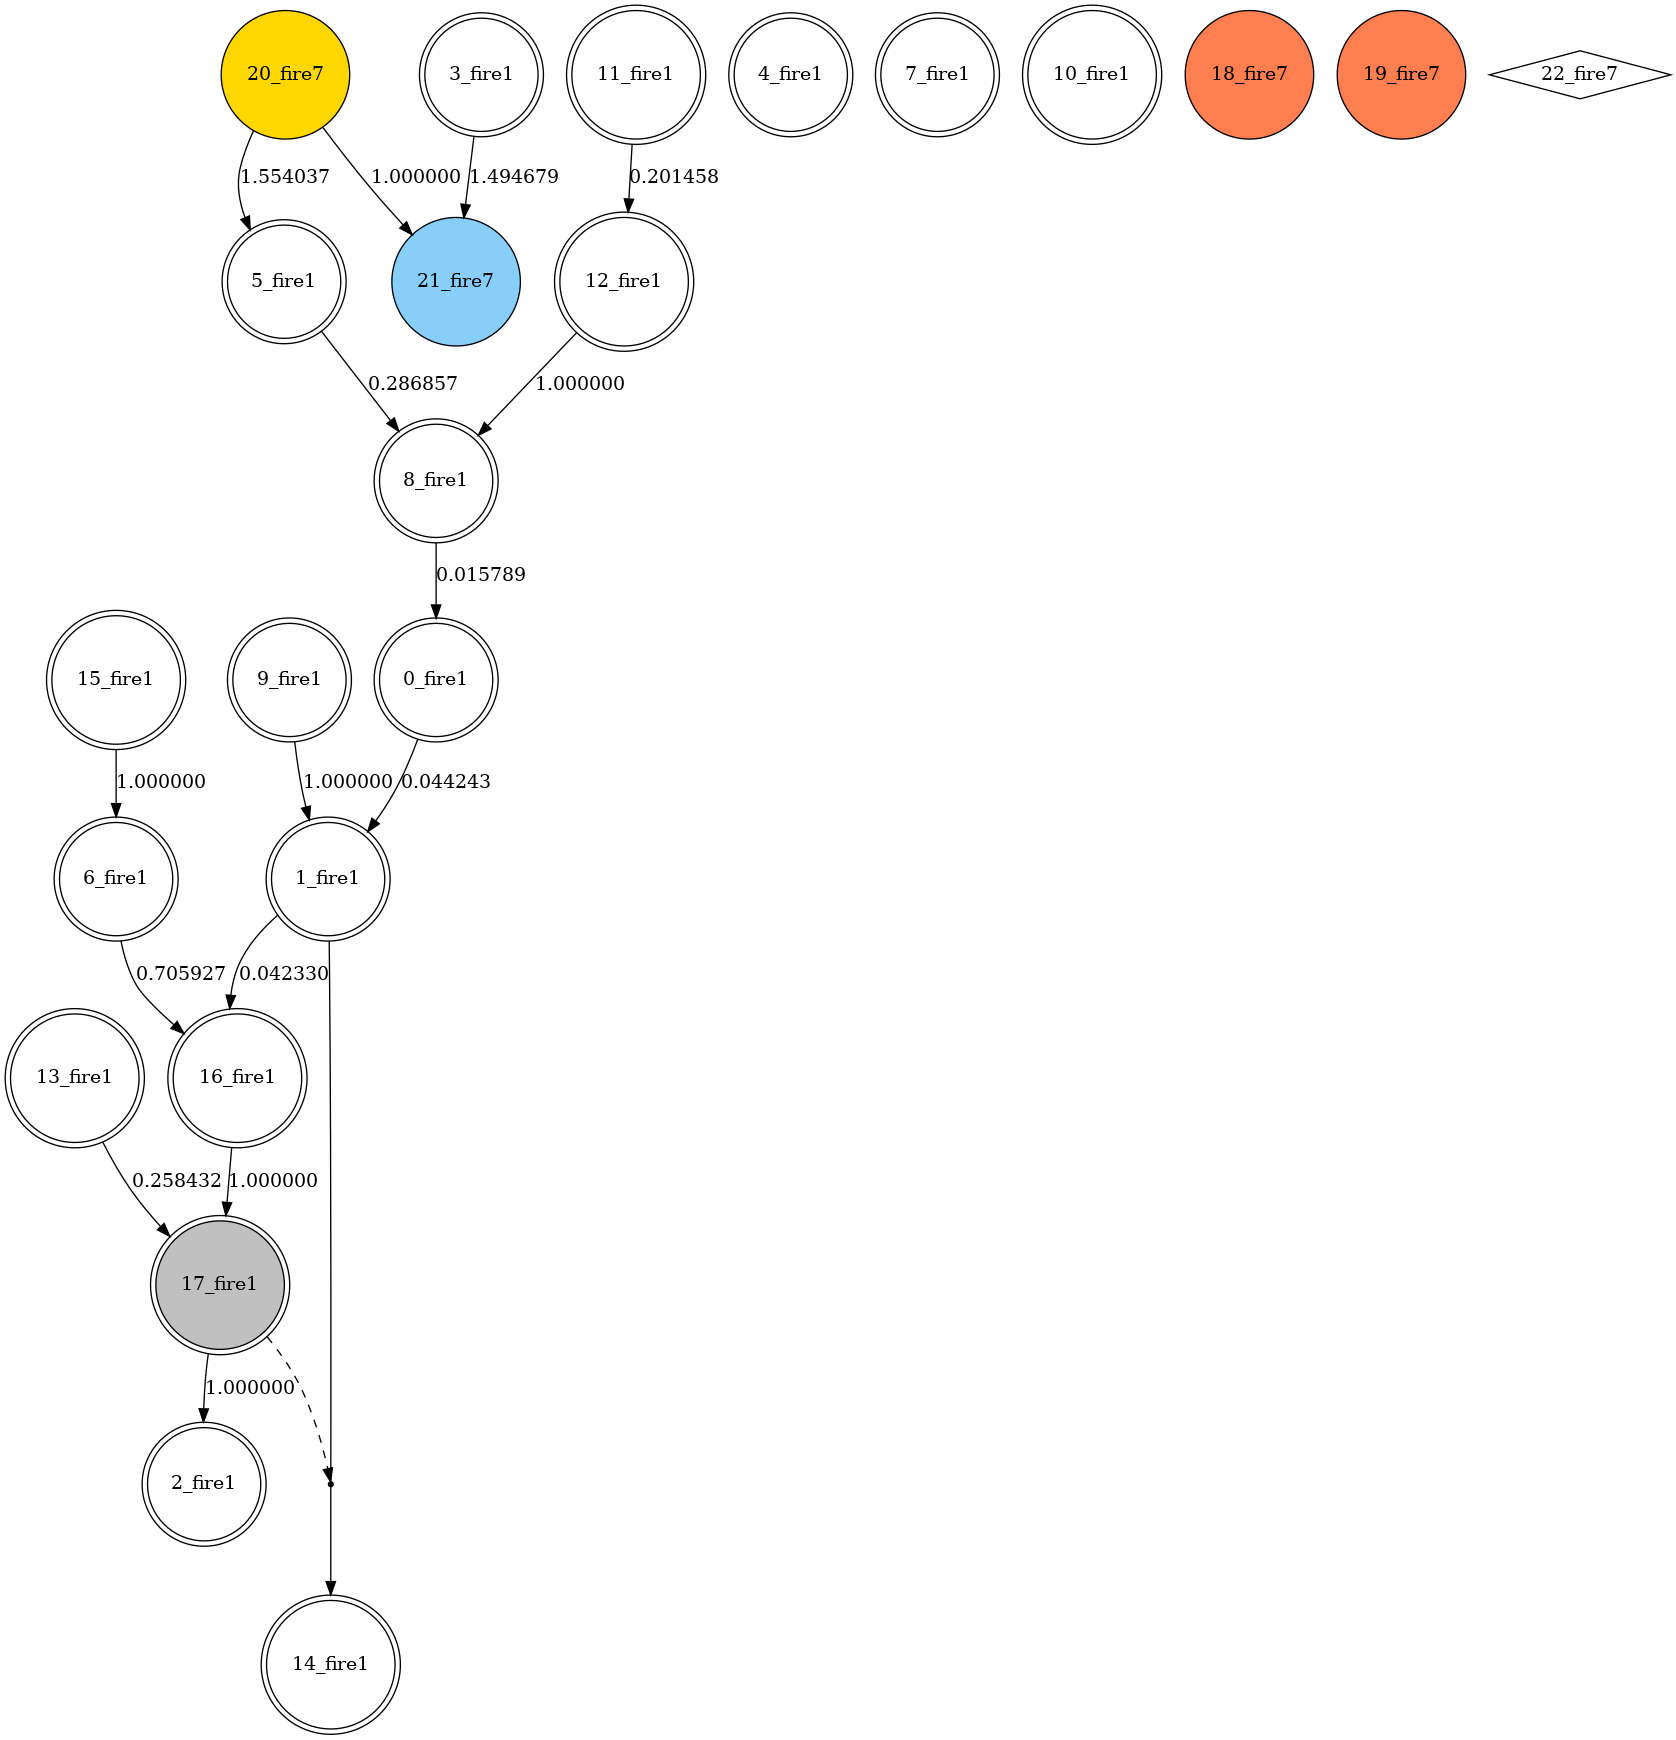 20_fire7
3_fire1
11_fire1
4_fire1
7_fire1
10_fire1
18_fire7
19_fire7
22_fire7
1.554037
1.000000
1.494679
0.201458
5_fire1
21_fire7
12_fire1
0.286857
1.000000
8_fire1
0.015789
15_fire1
9_fire1
0_fire1
1.000000
1.000000
0.044243
6_fire1
1_fire1
0.705927
0.042330
13_fire1
16_fire1
0.258432
1.000000
17_fire1
1.000000
2_fire1
14_fire1